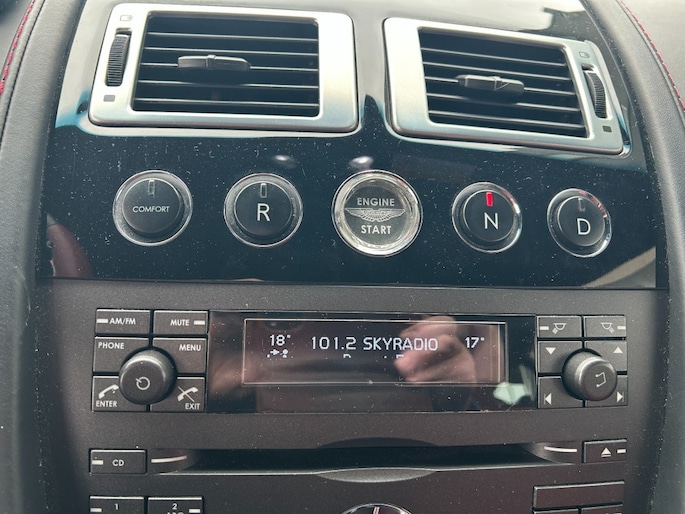 COMFORT
R
ENGINE
START
N
D
AM/FM
MUTE
PHONE
MENU
ENTER
EXIT
18° 101.2 SKYRADIO 17°
CD
1
2